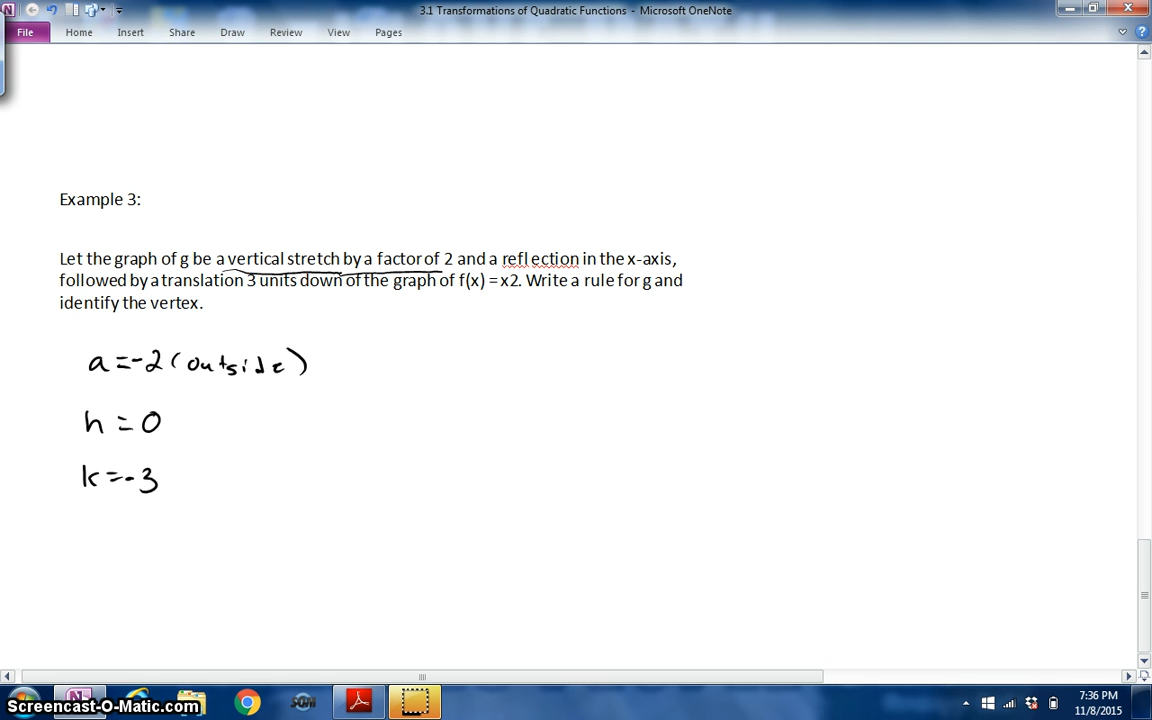 3.1 Transformations of Quadratic Functions - Microsoft OneNote
File Home Insert Share Draw Review View Pages
Example 3:
Let the graph of g be a vertical stretch by a factor of 2 and a reflection in the x-axis,
followed by a translation 3 units down of the graph of f(x) = x2. Write a rule for g and
identify the vertex.
a = -2 (outside)
h = 0
k = -3
SQM
7:36 PM
Screencast-O-Matic.com
11/8/2015